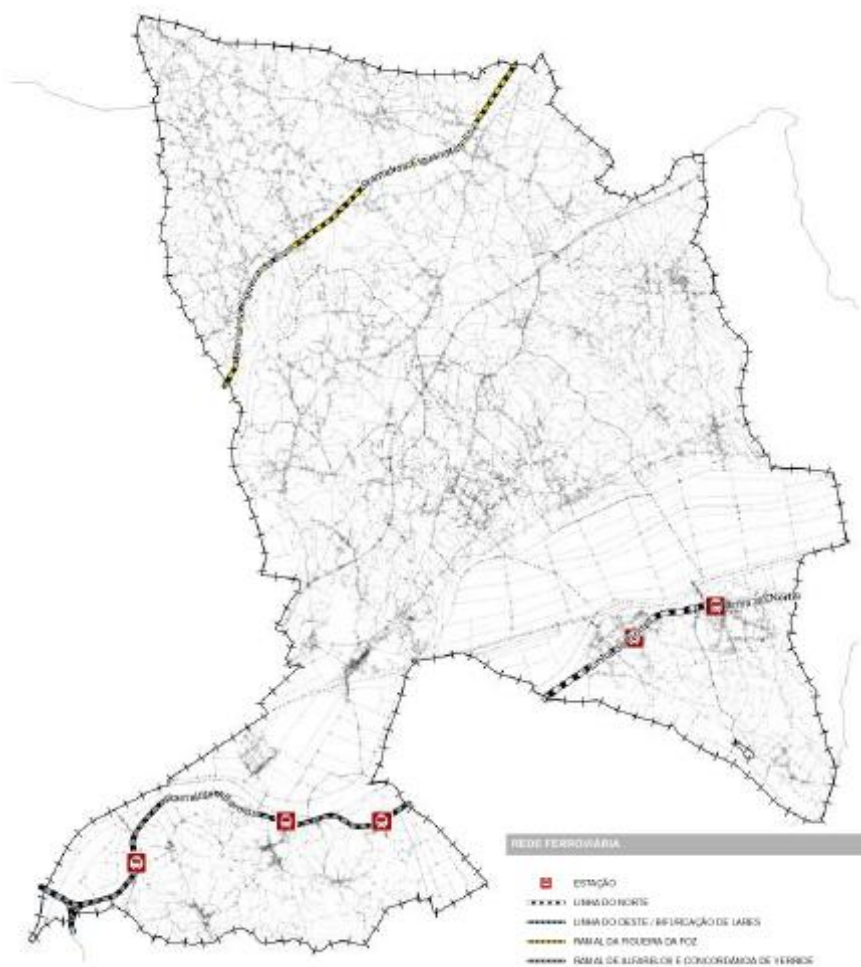 REDE FERROVIÁRIA
ESTAÇÃO
LINHA DO NORTE
LINHA DO OESTE / BIFURCAÇÃO DE LARES
RAMAL DA FIGUEIRA DA FOZ
RAMAL DE ALFARELOS E CONCORDÂNCIA DE VERRIDE